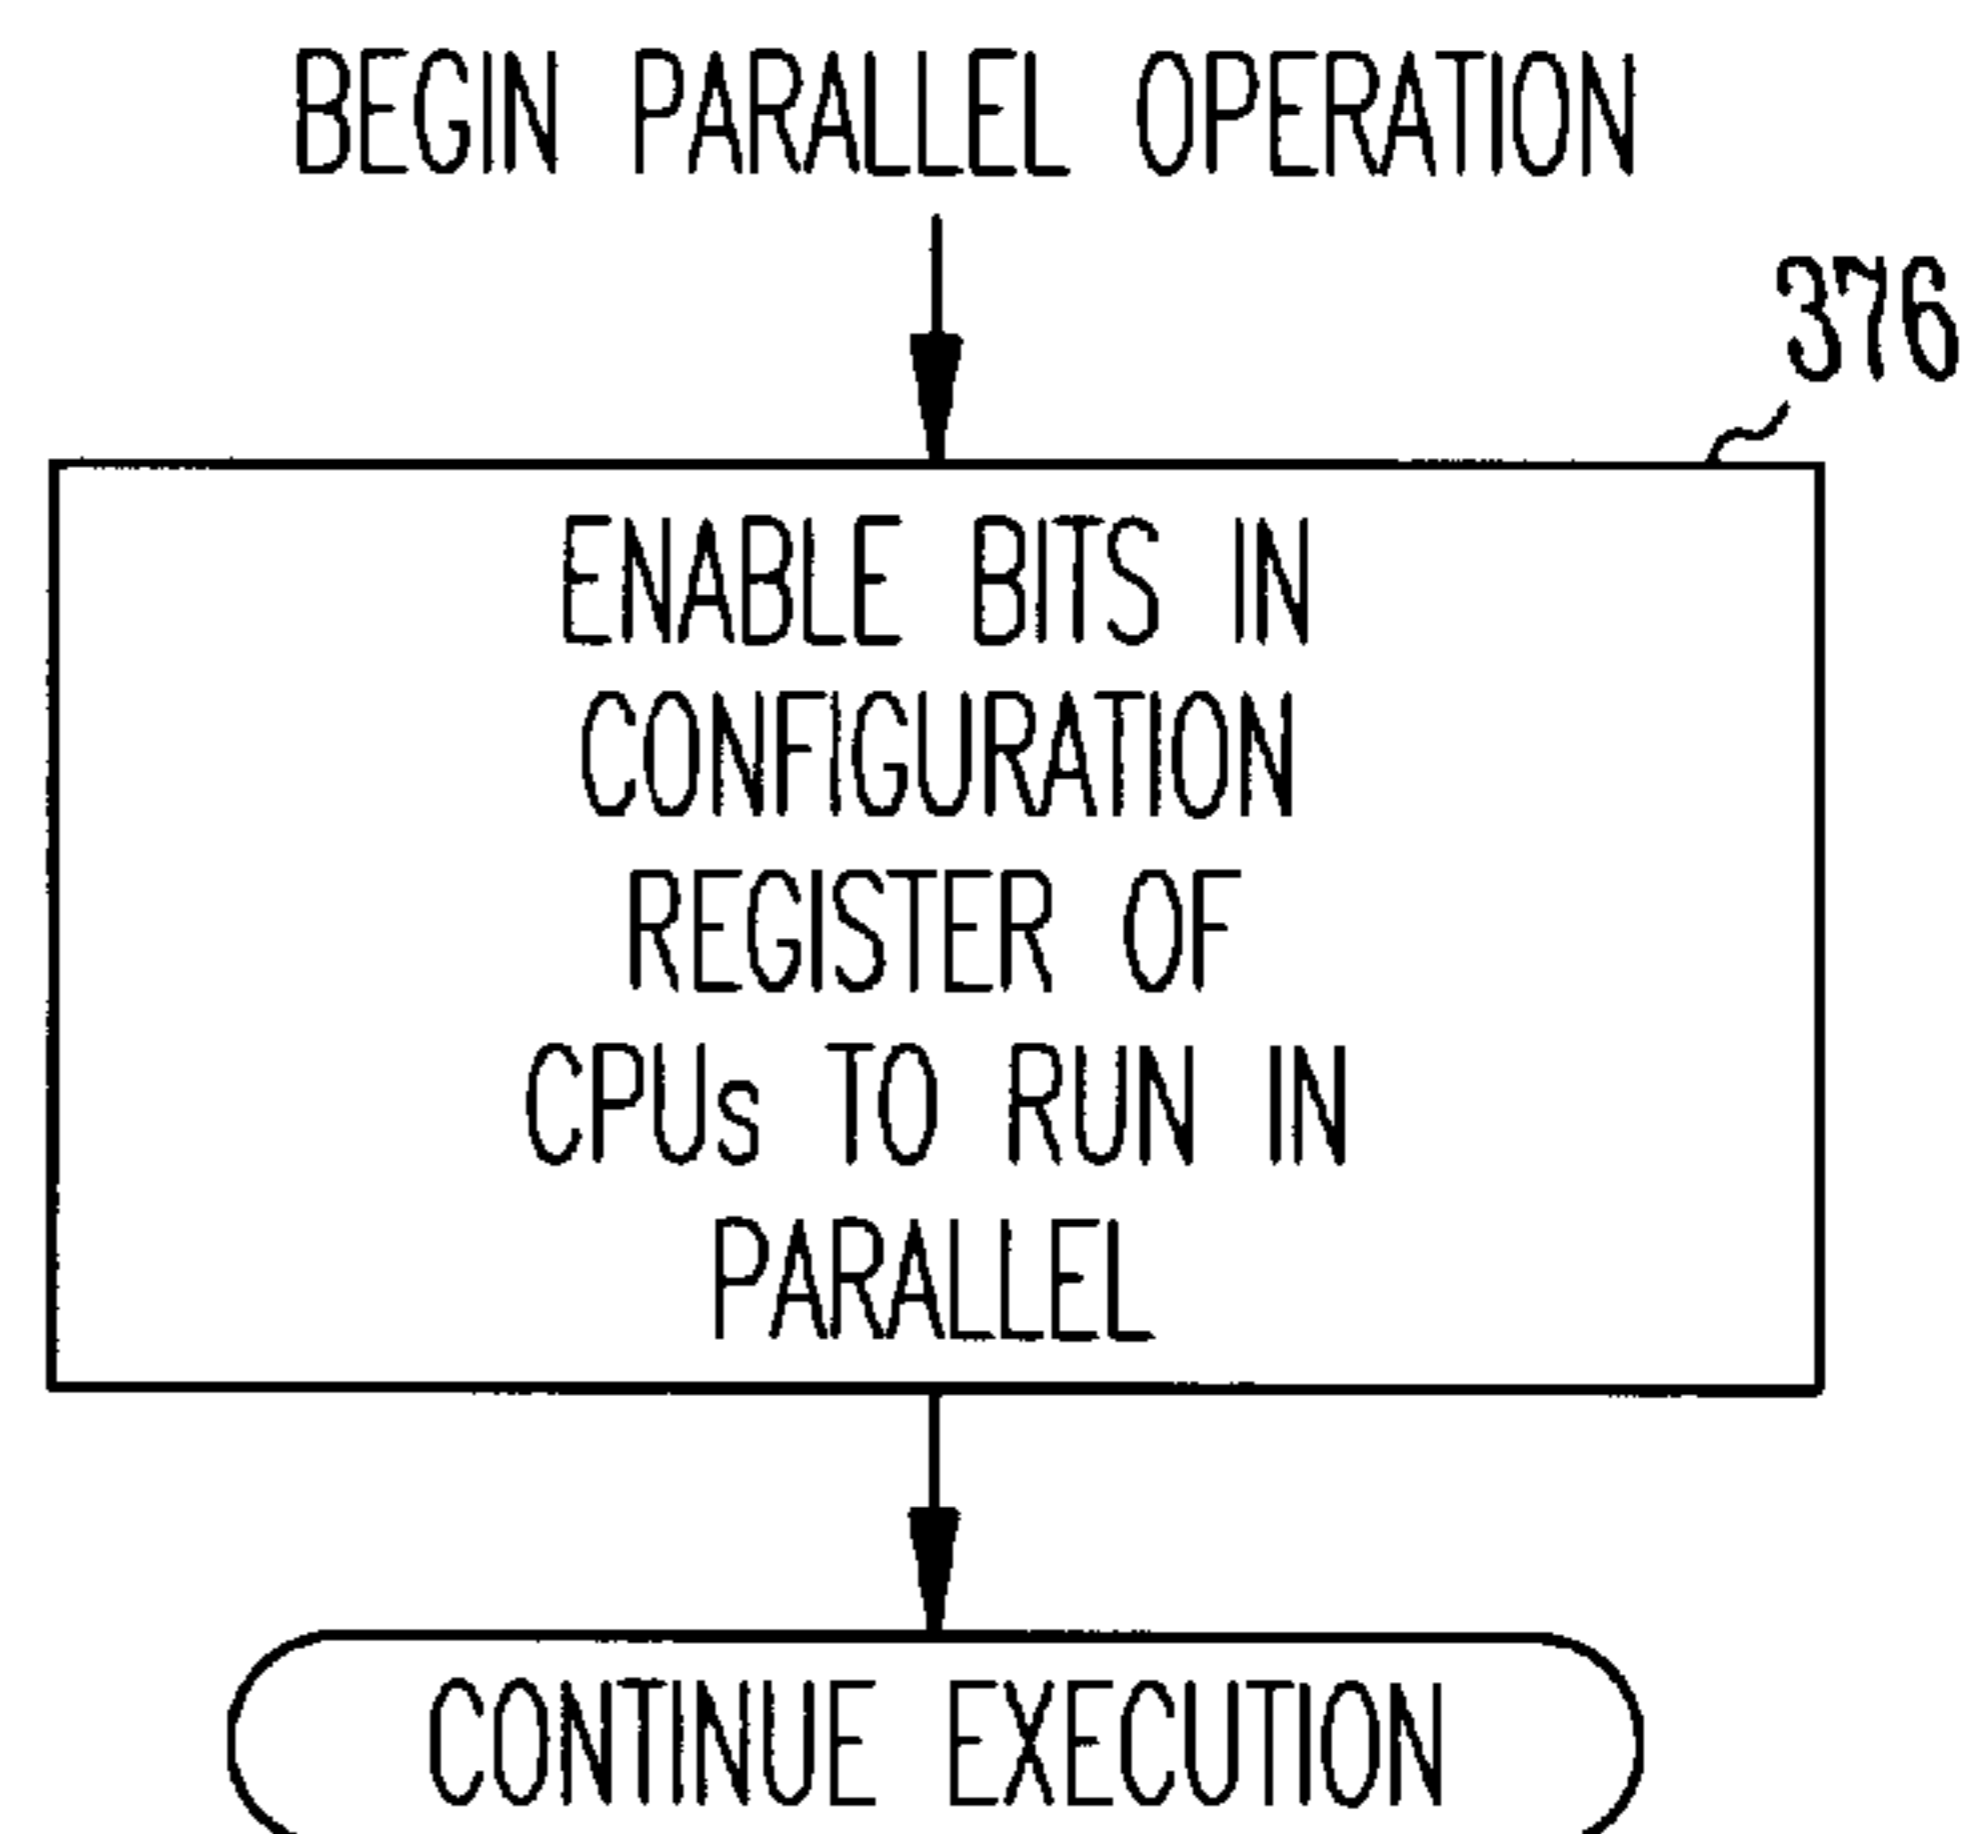 BEGIN PARALLEL OPERATION
376
ENABLE BITS IN
CONFIGURATION
REGISTER OF
CPUs TO RUN IN
PARALLEL
CONTINUE EXECUTION